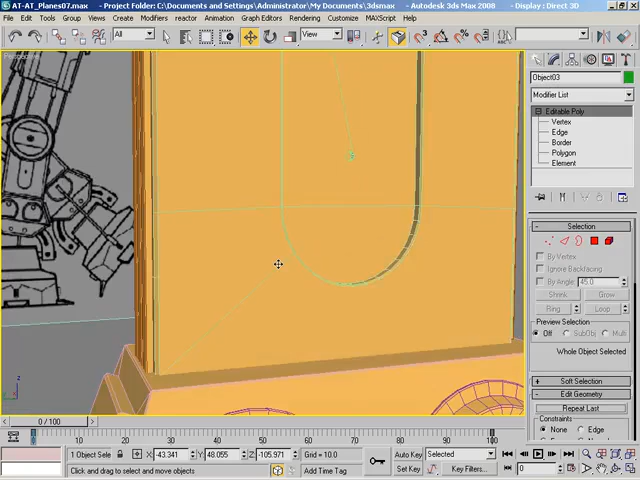 AT-AT_Planes07.max - Project Folder: C:\Documents and Settings\Administrator\My Documents\3dsmax - Autodesk 3ds Max 2008 - Display : Direct 3D
File Edit Tools Group Views Create Modifiers reactor Animation Graph Editors Rendering Customize MAXScript Help
All View
Perspective
Object03
Modifier List
Editable Poly
Vertex
Edge
Border
Polygon
Element
Selection
By Vertex
Ignore Backfacing
By Angle: 45.0
Shrink Grow
Ring Loop
Preview Selection
Off SubObj Multi
Whole Object Selected
+ Soft Selection
- Edit Geometry
Repeat Last
Constraints
None Edge
0 / 100
0 10 20 30 40 50 60 70 80 90 100
1 Object Sele X: -43.341 Y: 48.055 Z: -105.971 Grid = 10.0 Auto Key Selected
Click and drag to select and move objects Add Time Tag Set Key Key Filters... 0